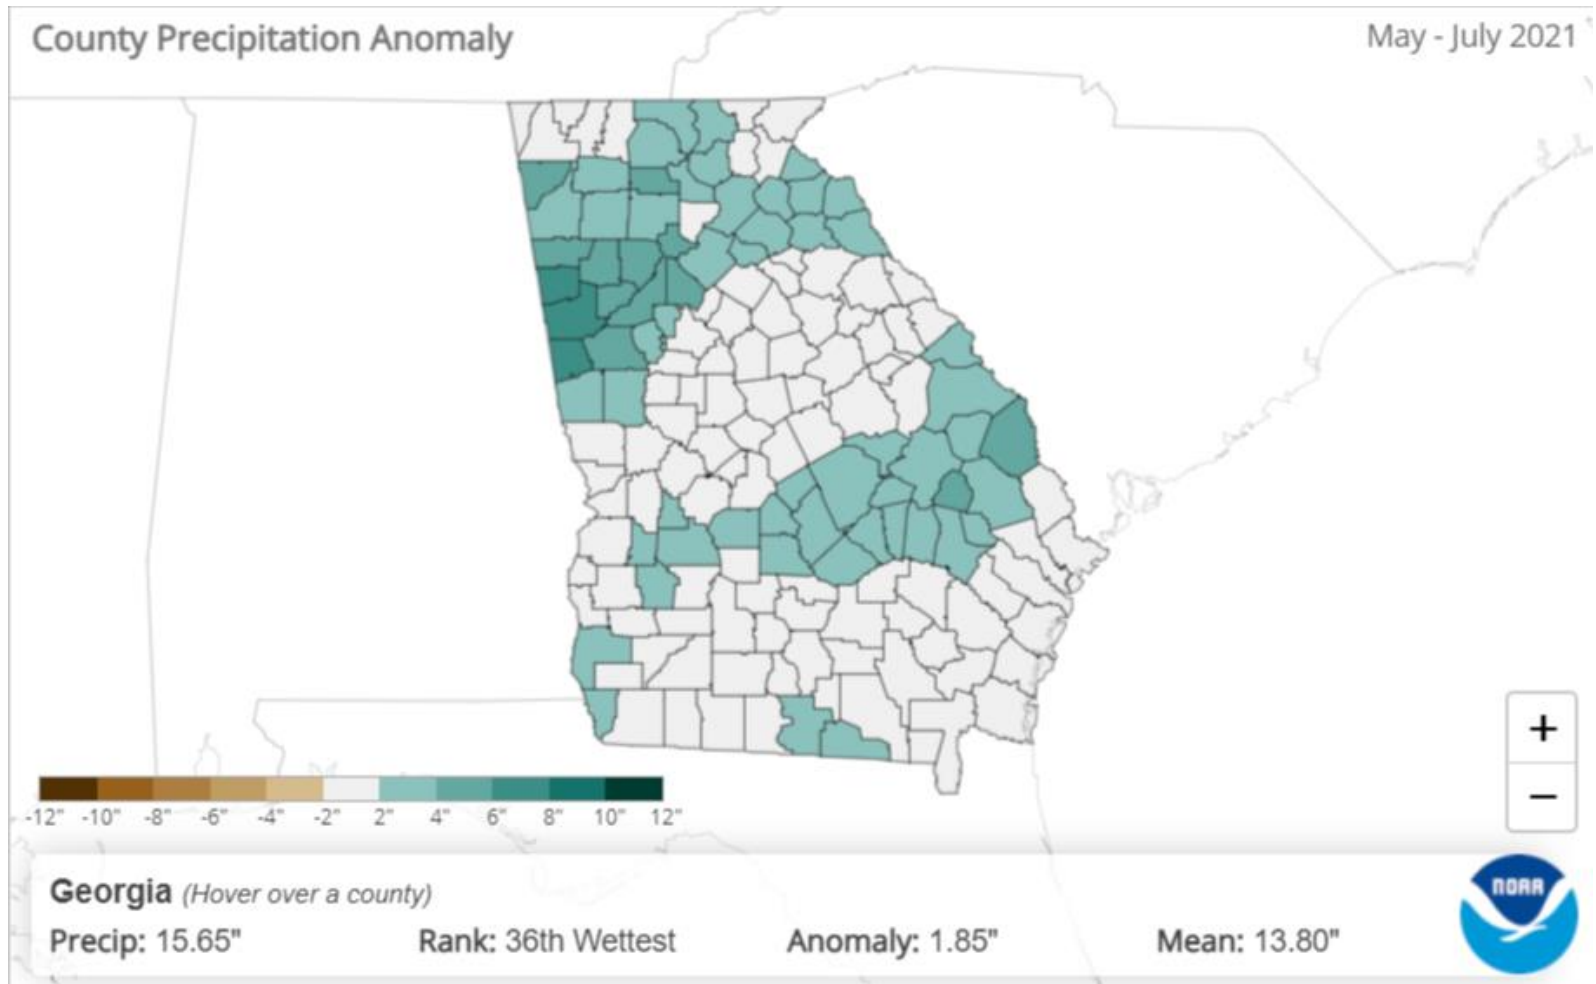 County Precipitation Anomaly
May - July 2021
-12" -10" -8" -6" -4" -2" 2" 4" 6" 8" 10" 12"
+
−
Georgia (Hover over a county)
Precip: 15.65" Rank: 36th Wettest Anomaly: 1.85" Mean: 13.80"
NOAA